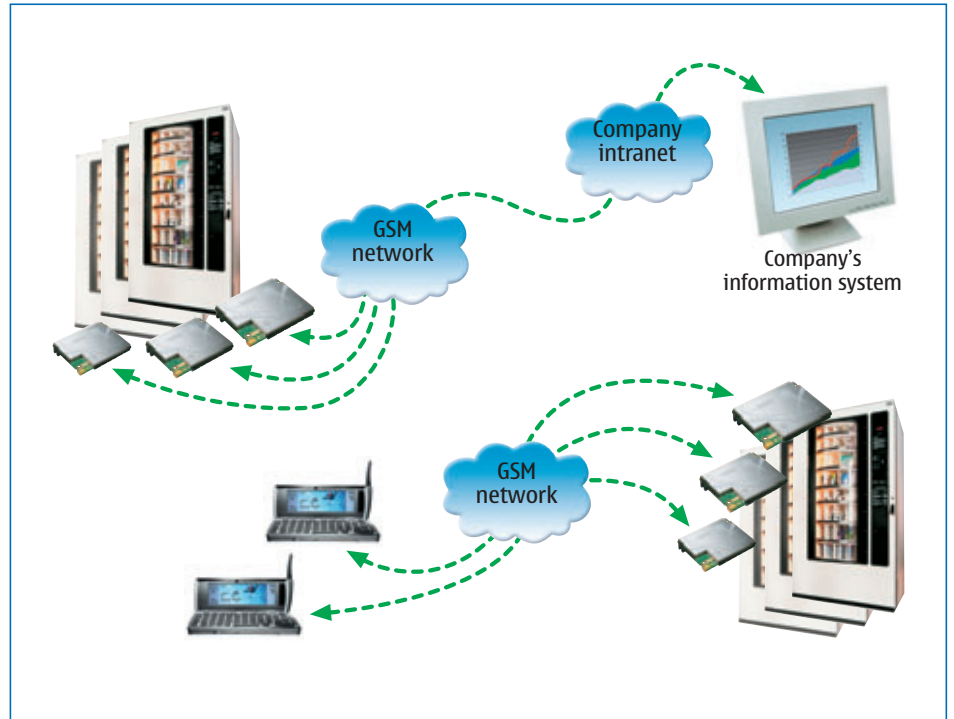 Company
intranet
GSM
network
Company's
information system
GSM
network